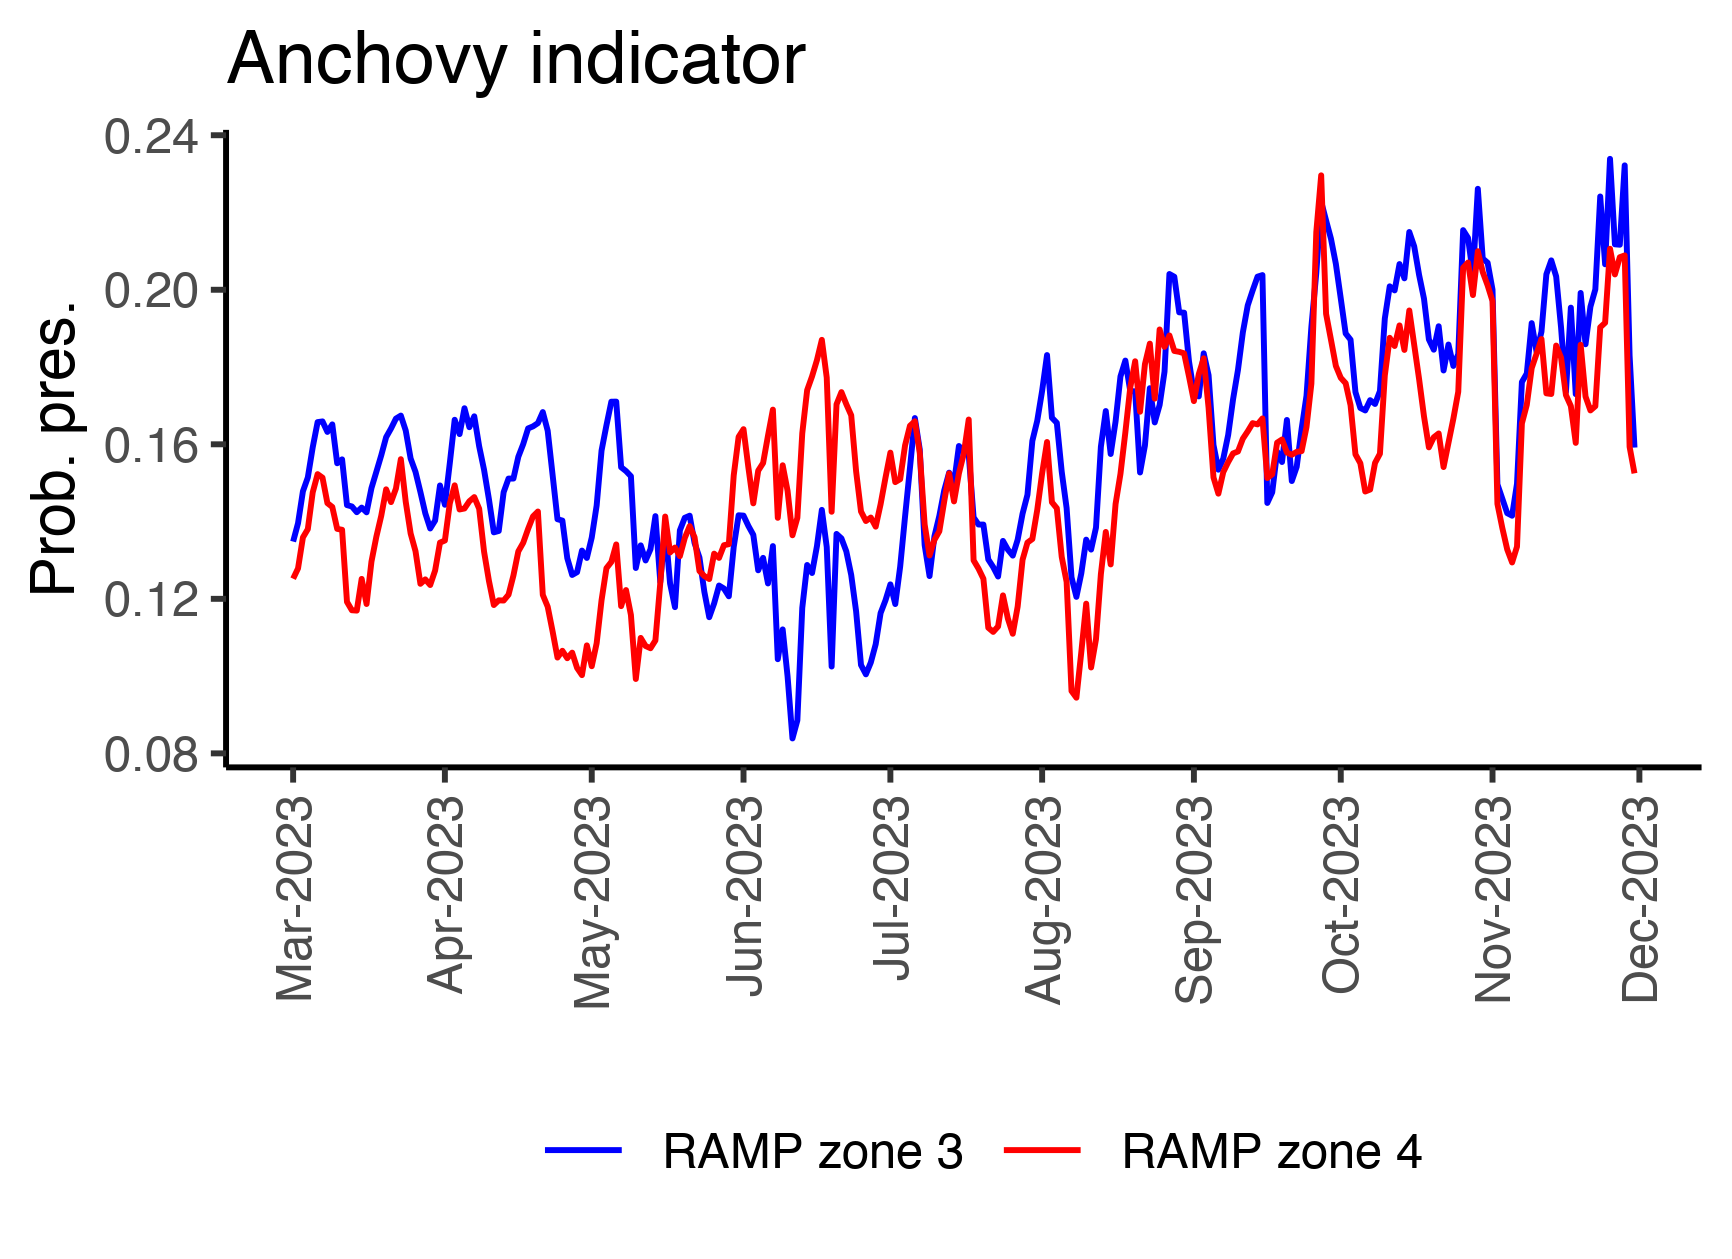 Anchovy indicator
Prob. pres.
0.24
0.20
0.16
0.12
0.08
Mar-2023
Apr-2023
May-2023
Jun-2023
Jul-2023
Aug-2023
Sep-2023
Oct-2023
Nov-2023
Dec-2023
RAMP zone 3
RAMP zone 4